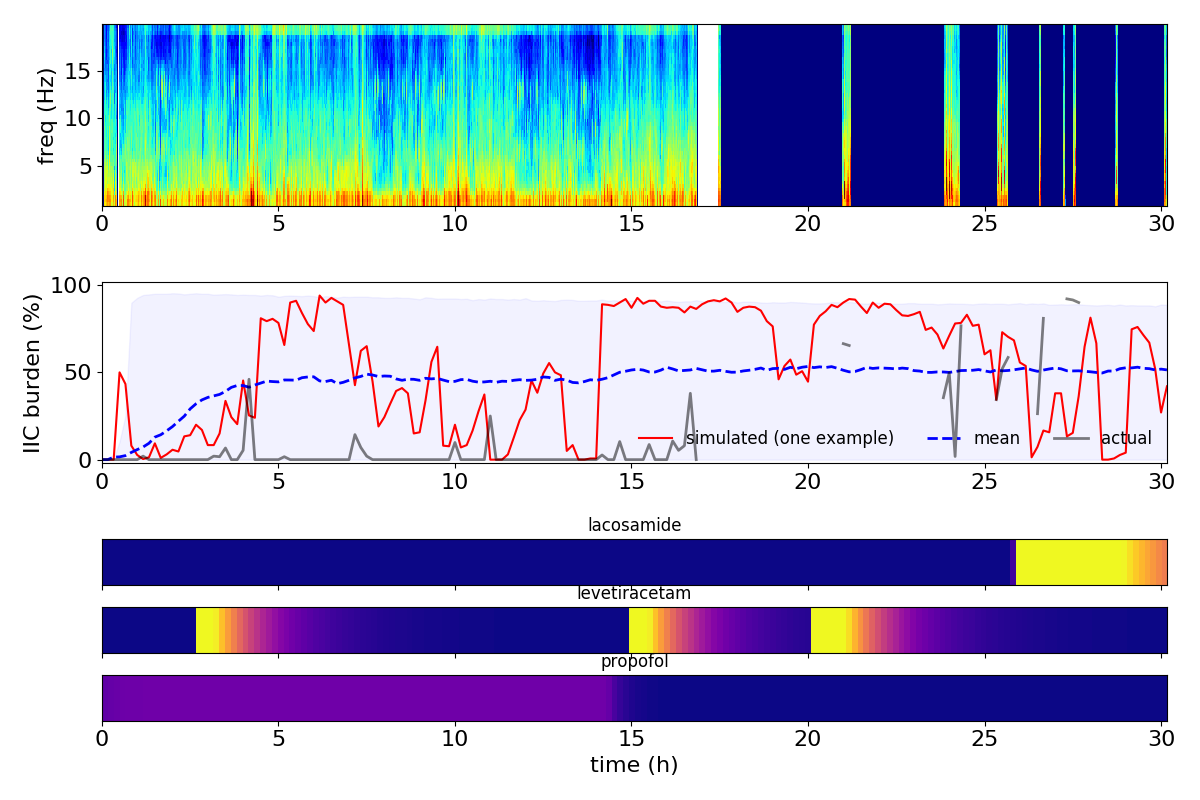 freq (Hz)
15
10
5
0 5 10 15 20 25 30
IIC burden (%)
100
50
0
simulated (one example) mean actual
0 5 10 15 20 25 30
lacosamide
levetiracetam
propofol
0 5 10 15 20 25 30
time (h)